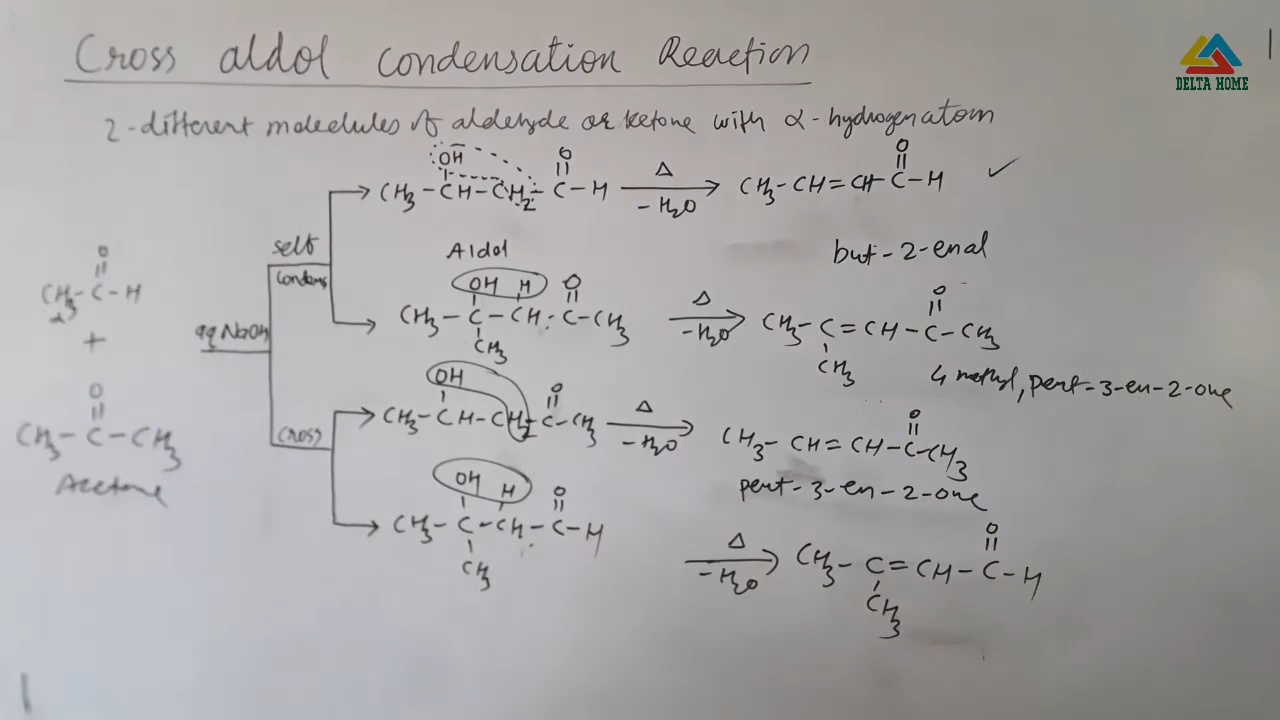 Cross aldol condensation Reaction
DELTA HOME
2-different molecules of aldehyde or ketone with α-hydrogen atom
OH O
CH3-CH-CH2-C-H Δ -H2O CH3-CH=CH-C-H ✓
O
self
condens
Aldol
but-2-enal
O
CH3-C-H
α
OH H O
CH3-C-CH-C-CH3
CH3
Δ -H2O
O
CH3-C=CH-C-CH3
CH3
4 methyl, pent-3-en-2-one
+
aq NaOH
O
CH3-C-CH3
Acetone
cross
OH O
CH3-CH-CH2-C-CH3 Δ -H2O
O
CH3-CH=CH-C-CH3
pent-3-en-2-one
OH H O
CH3-C-CH-C-H
CH3
Δ -H2O
O
CH3-C=CH-C-H
CH3